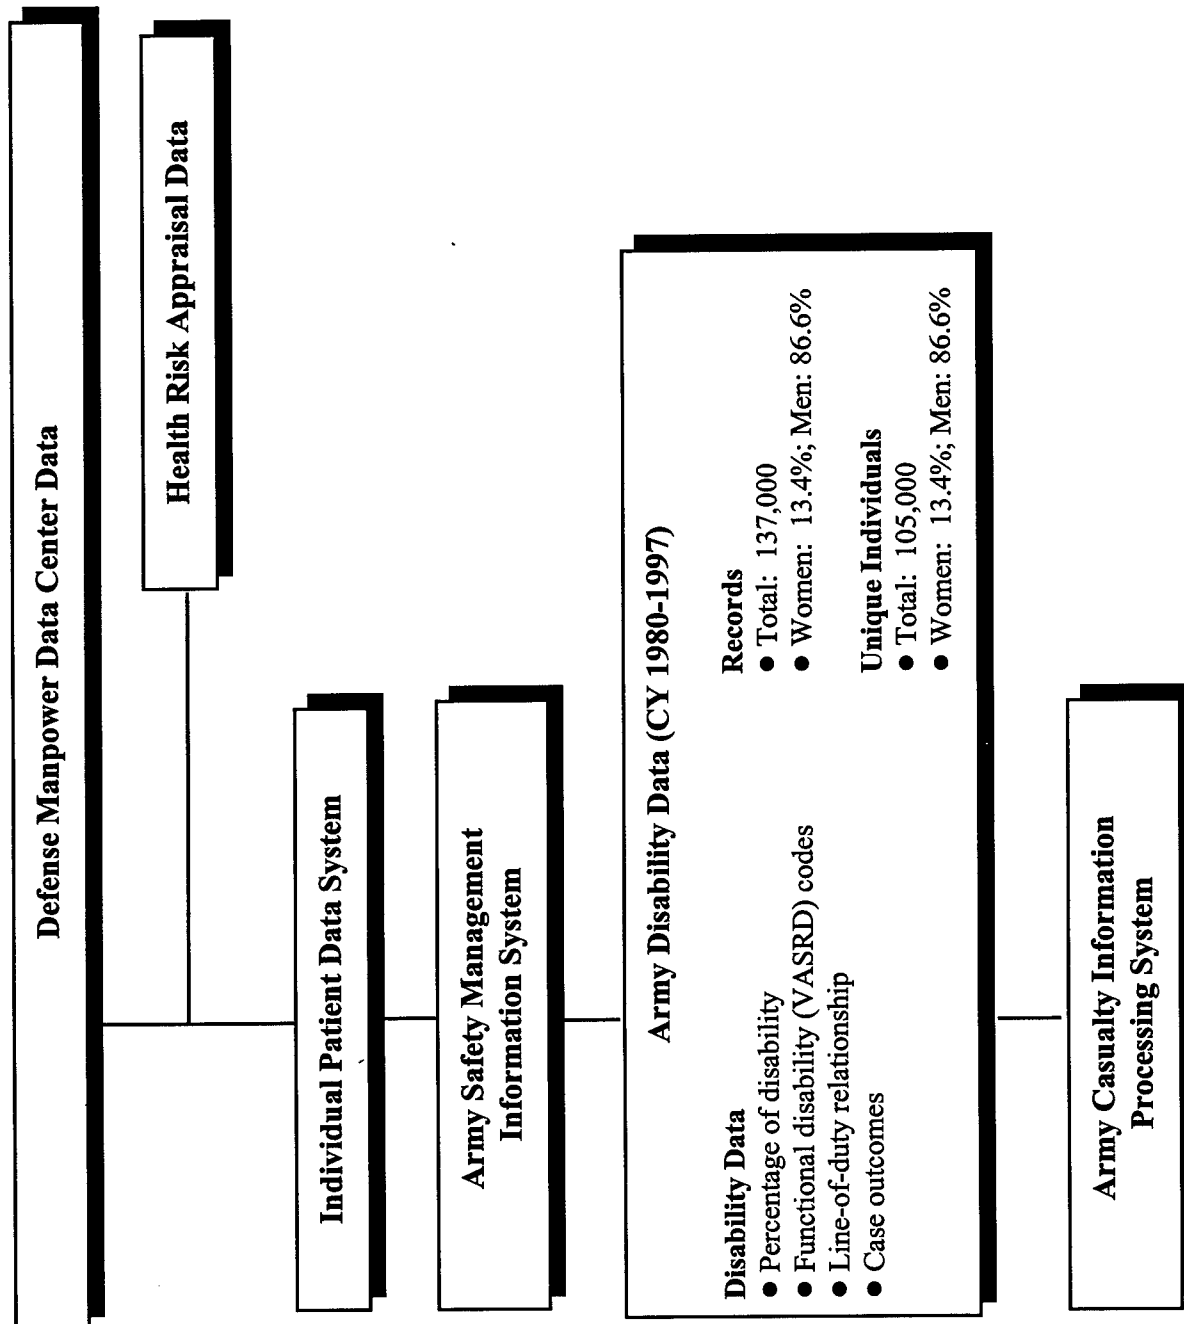 Defense Manpower Data Center Data
Health Risk Appraisal Data
Individual Patient Data System
Army Safety Management
Information System
Army Disability Data (CY 1980-1997)
Disability Data
● Percentage of disability
● Functional disability (VASRD) codes
● Line-of-duty relationship
● Case outcomes
Records
● Total: 137,000
● Women: 13.4%; Men: 86.6%
Unique Individuals
● Total: 105,000
● Women: 13.4%; Men: 86.6%
Army Casualty Information
Processing System